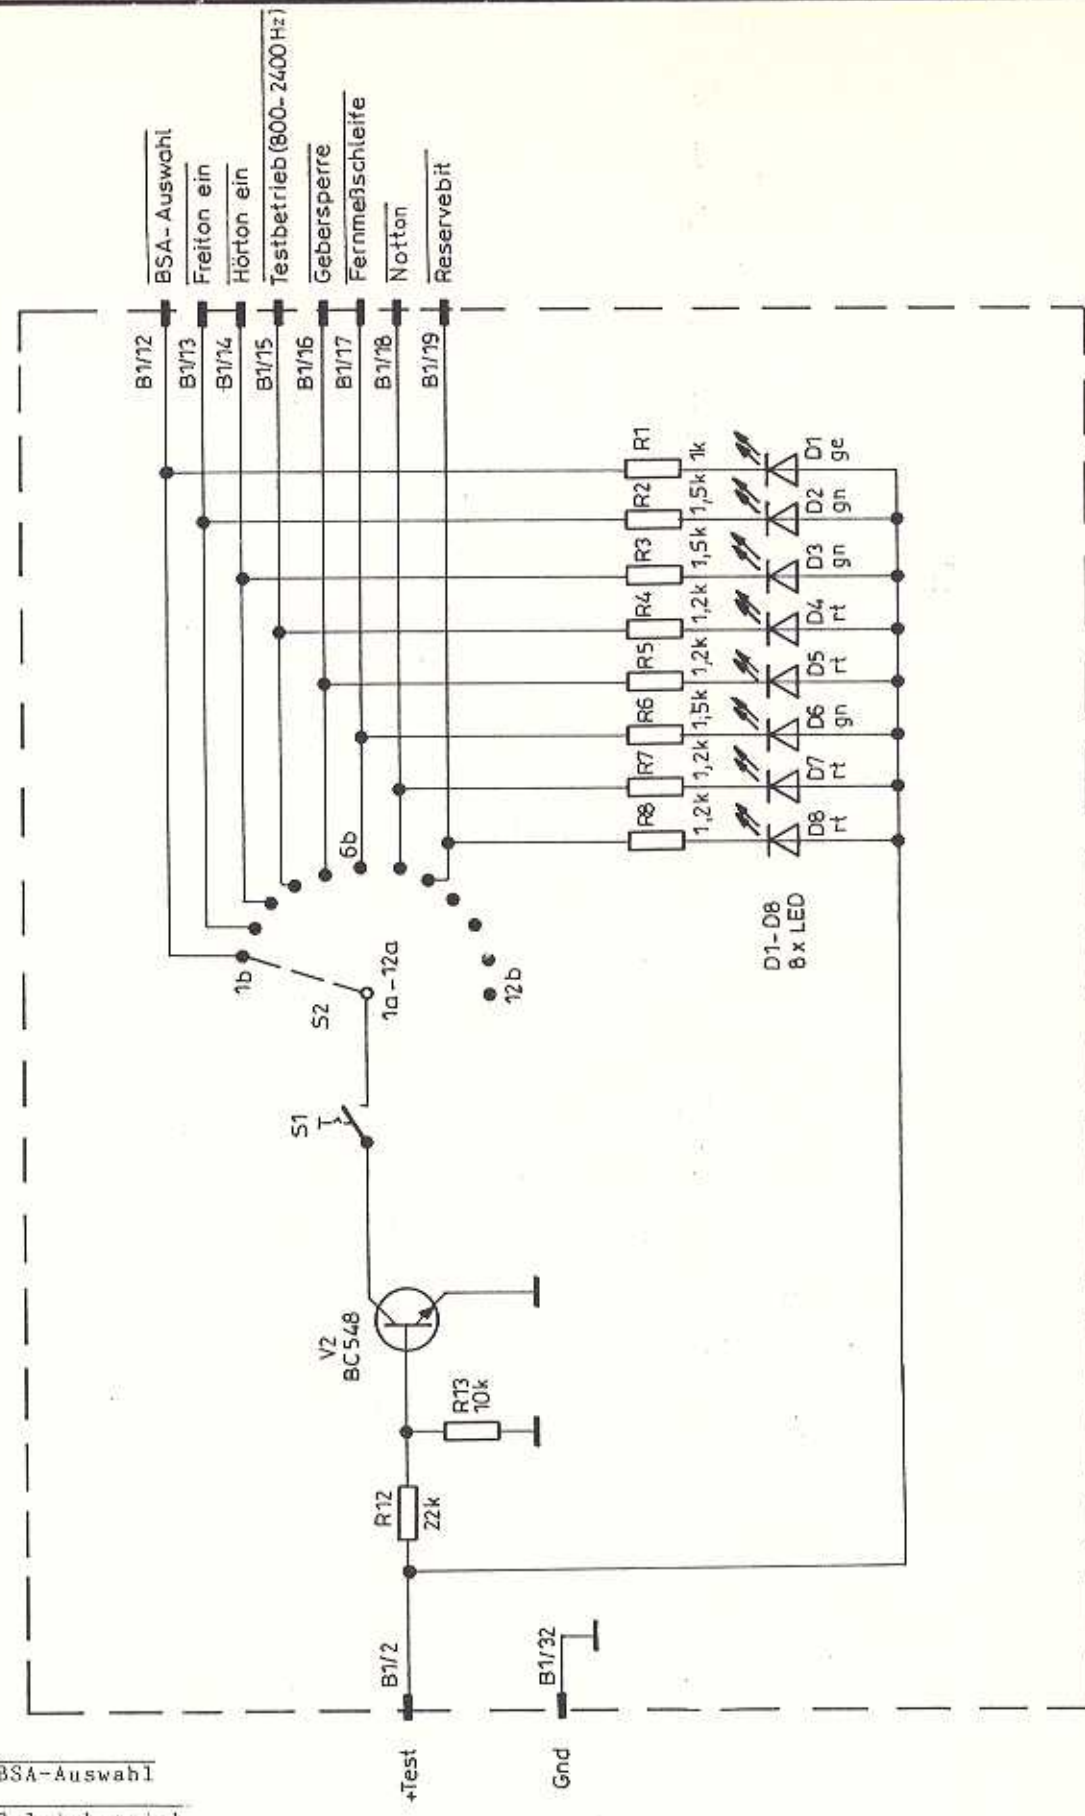 BSA-Auswahl
Freiton ein
Hörton ein
Testbetrieb (800-2400 Hz)
Gebersperre
Fernmeßschleife
Notton
Reservebit
B1/12
B1/13
B1/14
B1/15
B1/16
B1/17
B1/18
B1/19
R1
1k
R2
1,5k
R3
1,5k
R4
1,2k
R5
1,2k
R6
1,5k
R7
1,2k
R8
1,2k
D1
ge
D2
gn
D3
gn
D4
rt
D5
rt
D6
gn
D7
rt
D8
rt
D1-D8
8 x LED
1b
6b
12b
S2
1a-12a
S1
V2
BC548
R13
10k
R12
22k
B1/2
B1/32
+Test
Gnd
BSA-Auswahl